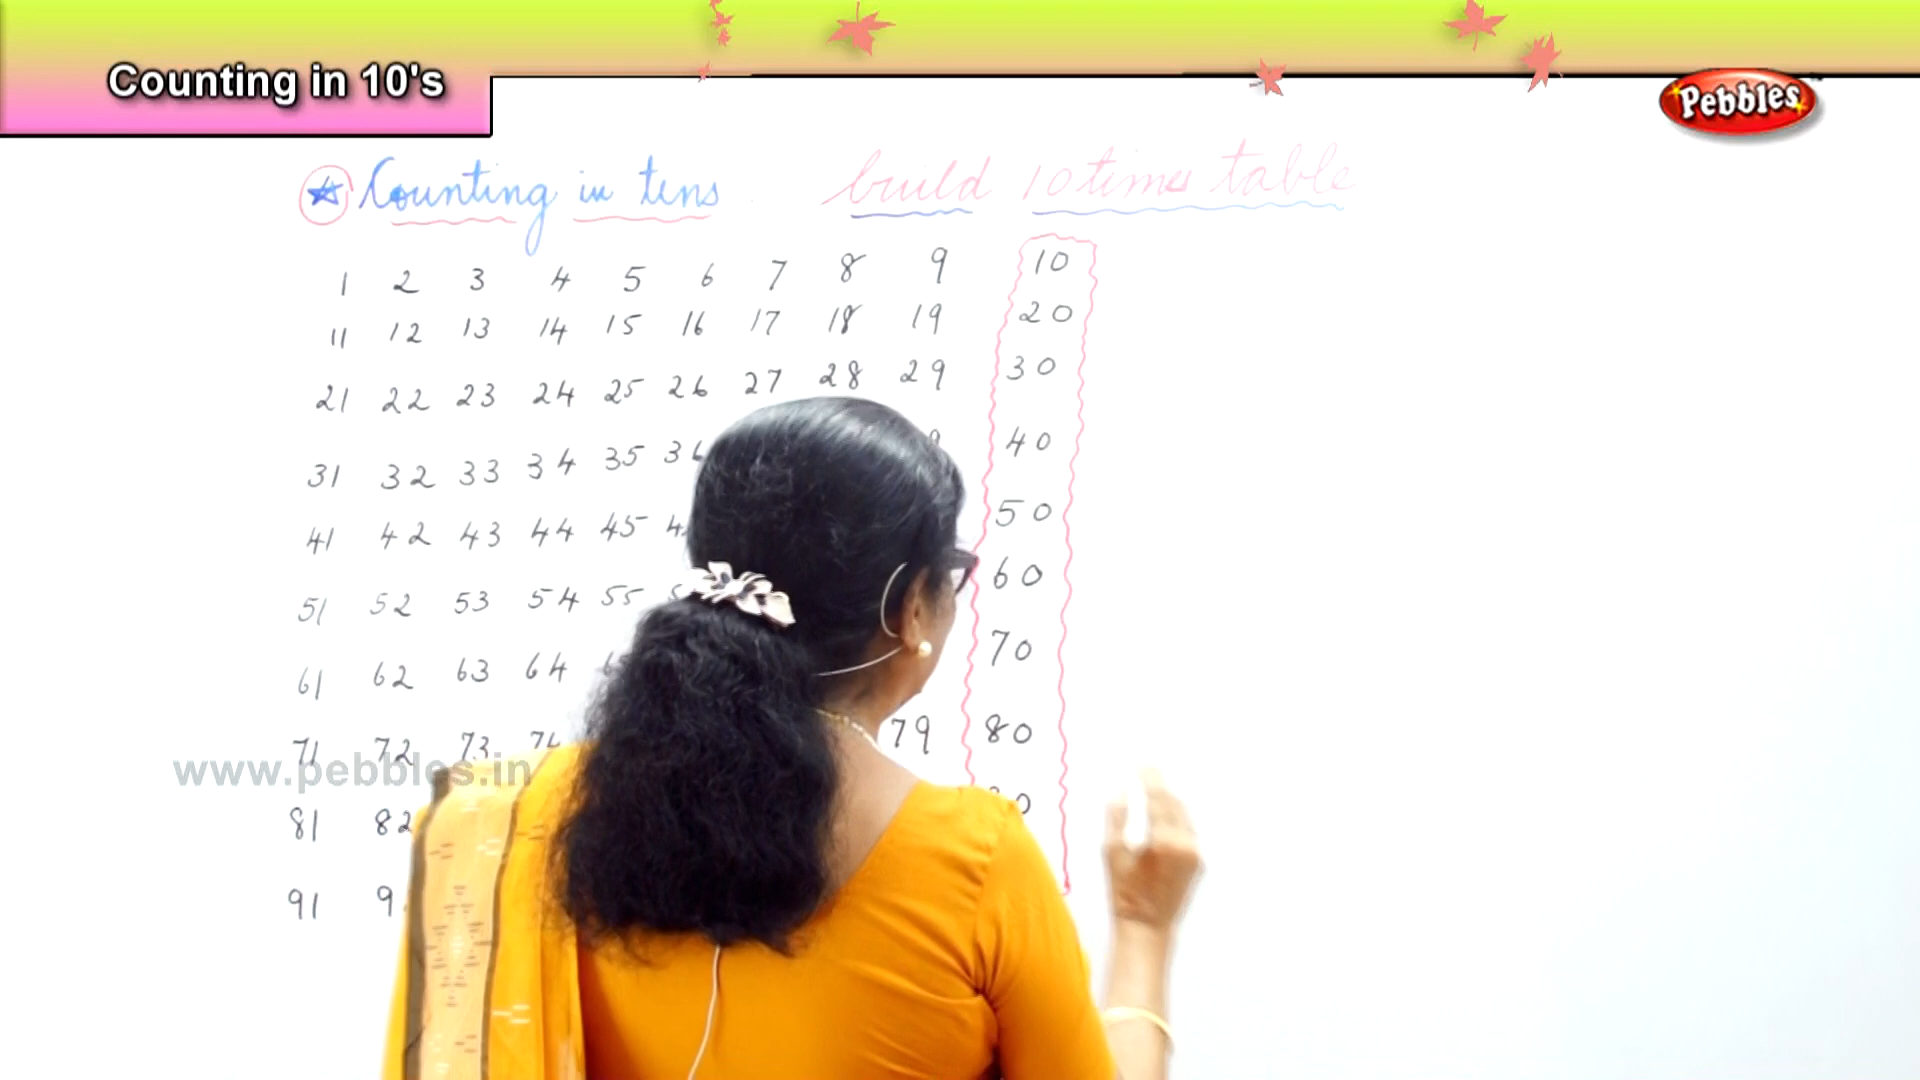 Counting in 10's
Pebbles
Counting in tens build 10 times table
1 2 3 4 5 6 7 8 9 10
11 12 13 14 15 16 17 18 19 20
21 22 23 24 25 26 27 28 29 30
31 32 33 34 35 40
41 42 43 44 45 50
51 52 53 54 55 60
61 62 63 64 70
71 72 73 79 80
www.pebbles.in
81 82
91